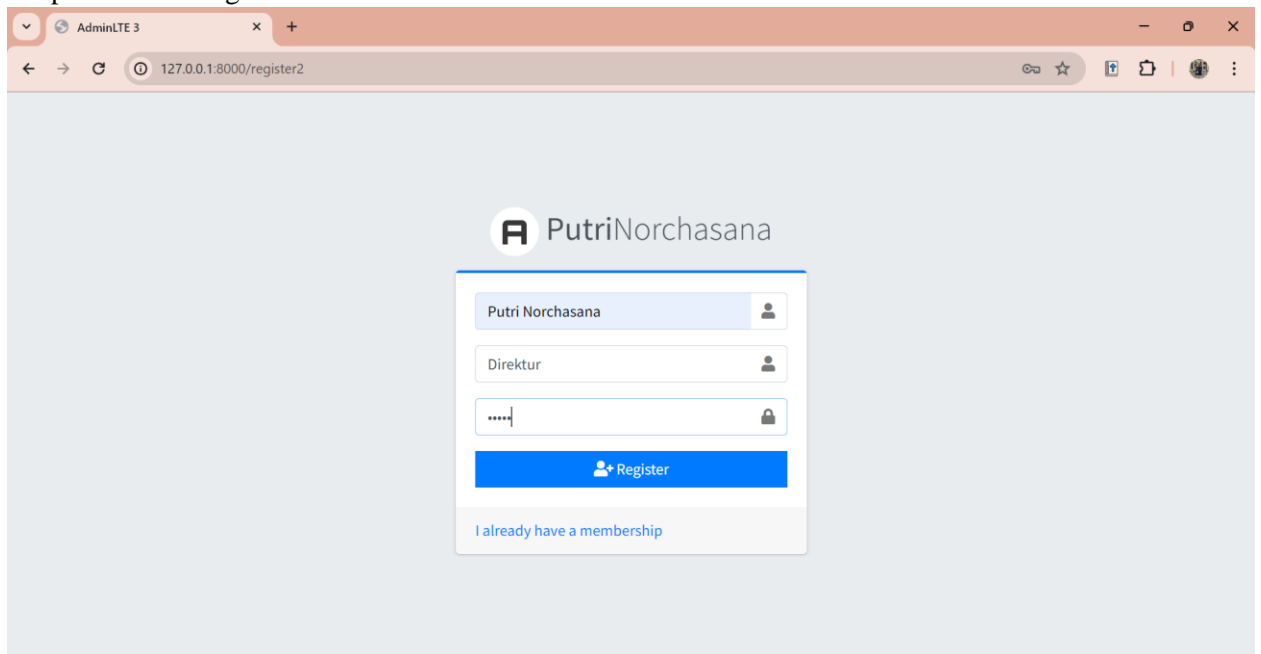 AdminLTE 3
127.0.0.1:8000/register2
PutriNorchasana
Putri Norchasana
Direktur
•••••
Register
I already have a membership